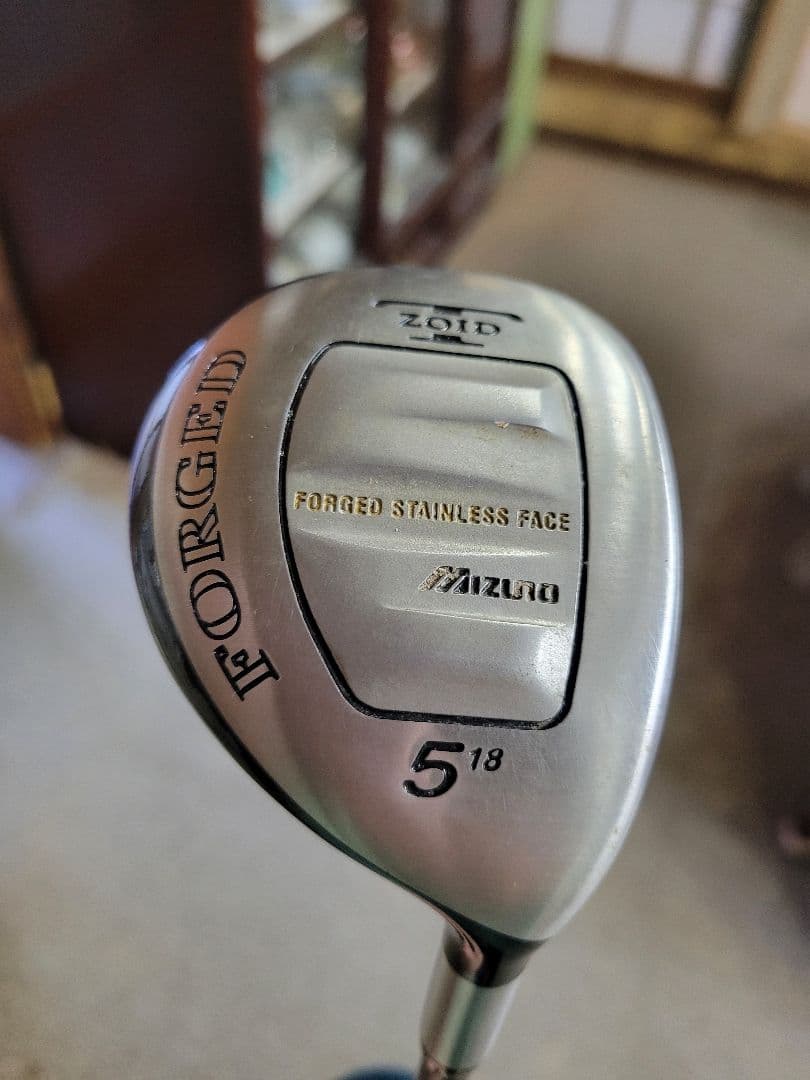 T
ZOID
FORGED
FORGED STAINLESS FACE
MIZUNO
5 18